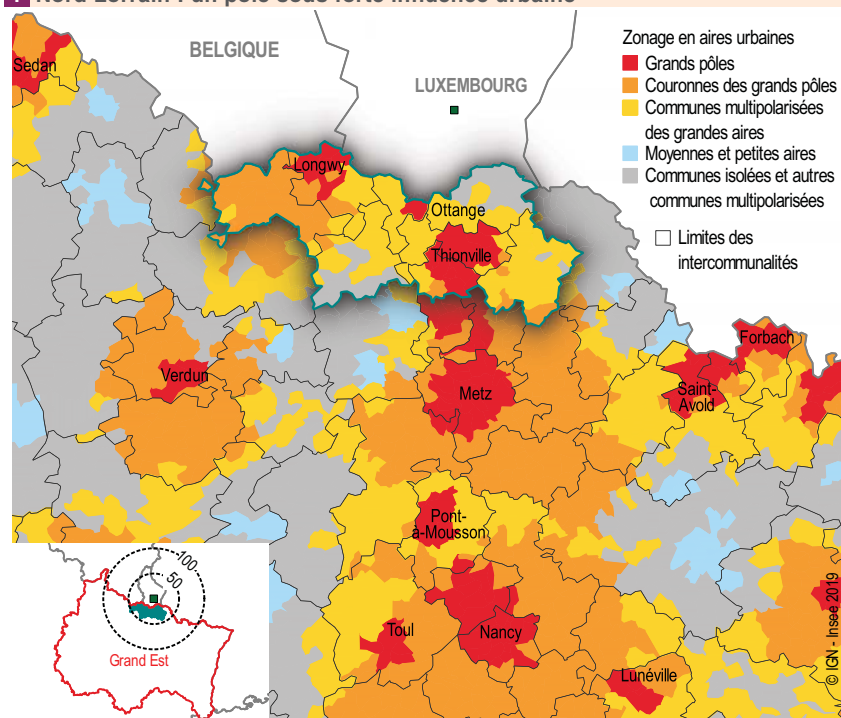 1 Nord Lorrain : un pôle sous forte influence urbaine
BELGIQUE
LUXEMBOURG
Zonage en aires urbaines
Grands pôles
Couronnes des grands pôles
Communes multipolarisées
des grandes aires
Moyennes et petites aires
Communes isolées et autres
communes multipolarisées
Limites des
intercommunalités
Sedan
Longwy
Ottange
Thionville
Verdun
Metz
Forbach
Saint-
Avold
Pont-
à-Mousson
Toul
Nancy
Lunéville
100
50
Grand Est
© IGN - Insee 2019